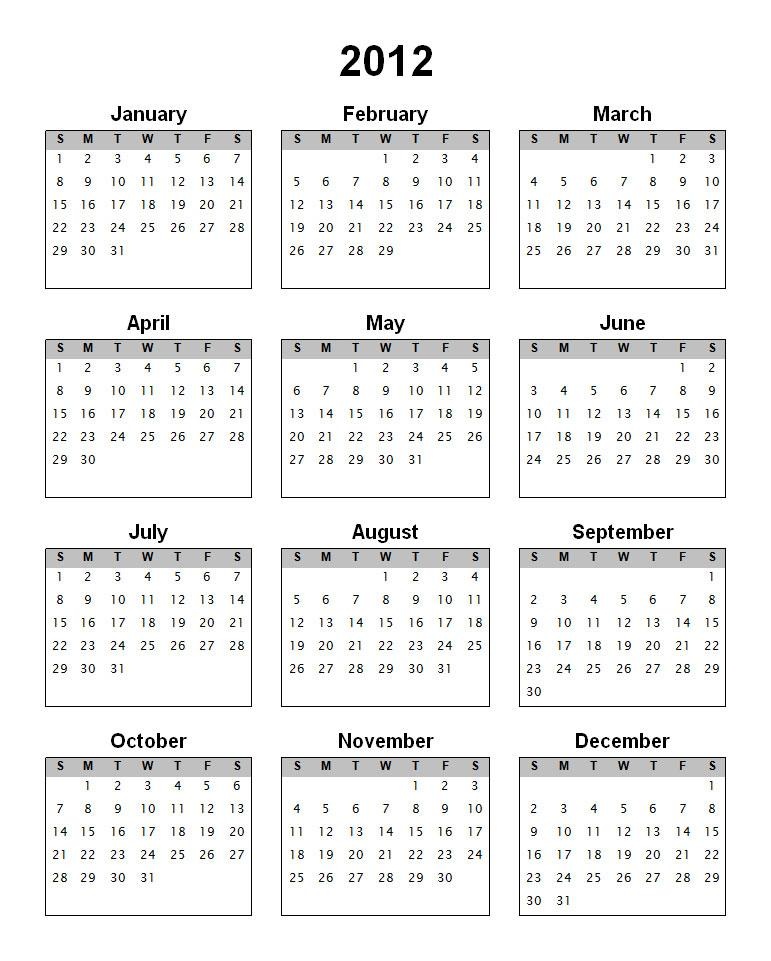 2012
January February March
S M T W T F S S M T W T F S S M T W T F S
1 2 3 4 5 6 7 1 2 3 4 1 2 3
8 9 10 11 12 13 14 5 6 7 8 9 10 11 4 5 6 7 8 9 10
15 16 17 18 19 20 21 12 13 14 15 16 17 18 11 12 13 14 15 16 17
22 23 24 25 26 27 28 19 20 21 22 23 24 25 18 19 20 21 22 23 24
29 30 31 26 27 28 29 25 26 27 28 29 30 31
April May June
S M T W T F S S M T W T F S S M T W T F S
1 2 3 4 5 6 7 1 2 3 4 5 1 2
8 9 10 11 12 13 14 6 7 8 9 10 11 12 3 4 5 6 7 8 9
15 16 17 18 19 20 21 13 14 15 16 17 18 19 10 11 12 13 14 15 16
22 23 24 25 26 27 28 20 21 22 23 24 25 26 17 18 19 20 21 22 23
29 30 27 28 29 30 31 24 25 26 27 28 29 30
July August September
S M T W T F S S M T W T F S S M T W T F S
1 2 3 4 5 6 7 1 2 3 4 1
8 9 10 11 12 13 14 5 6 7 8 9 10 11 2 3 4 5 6 7 8
15 16 17 18 19 20 21 12 13 14 15 16 17 18 9 10 11 12 13 14 15
22 23 24 25 26 27 28 19 20 21 22 23 24 25 16 17 18 19 20 21 22
29 30 31 26 27 28 29 30 31 23 24 25 26 27 28 29
30
October November December
S M T W T F S S M T W T F S S M T W T F S
1 2 3 4 5 6 1 2 3 1
7 8 9 10 11 12 13 4 5 6 7 8 9 10 2 3 4 5 6 7 8
14 15 16 17 18 19 20 11 12 13 14 15 16 17 9 10 11 12 13 14 15
21 22 23 24 25 26 27 18 19 20 21 22 23 24 16 17 18 19 20 21 22
28 29 30 31 25 26 27 28 29 30 23 24 25 26 27 28 29
30 31